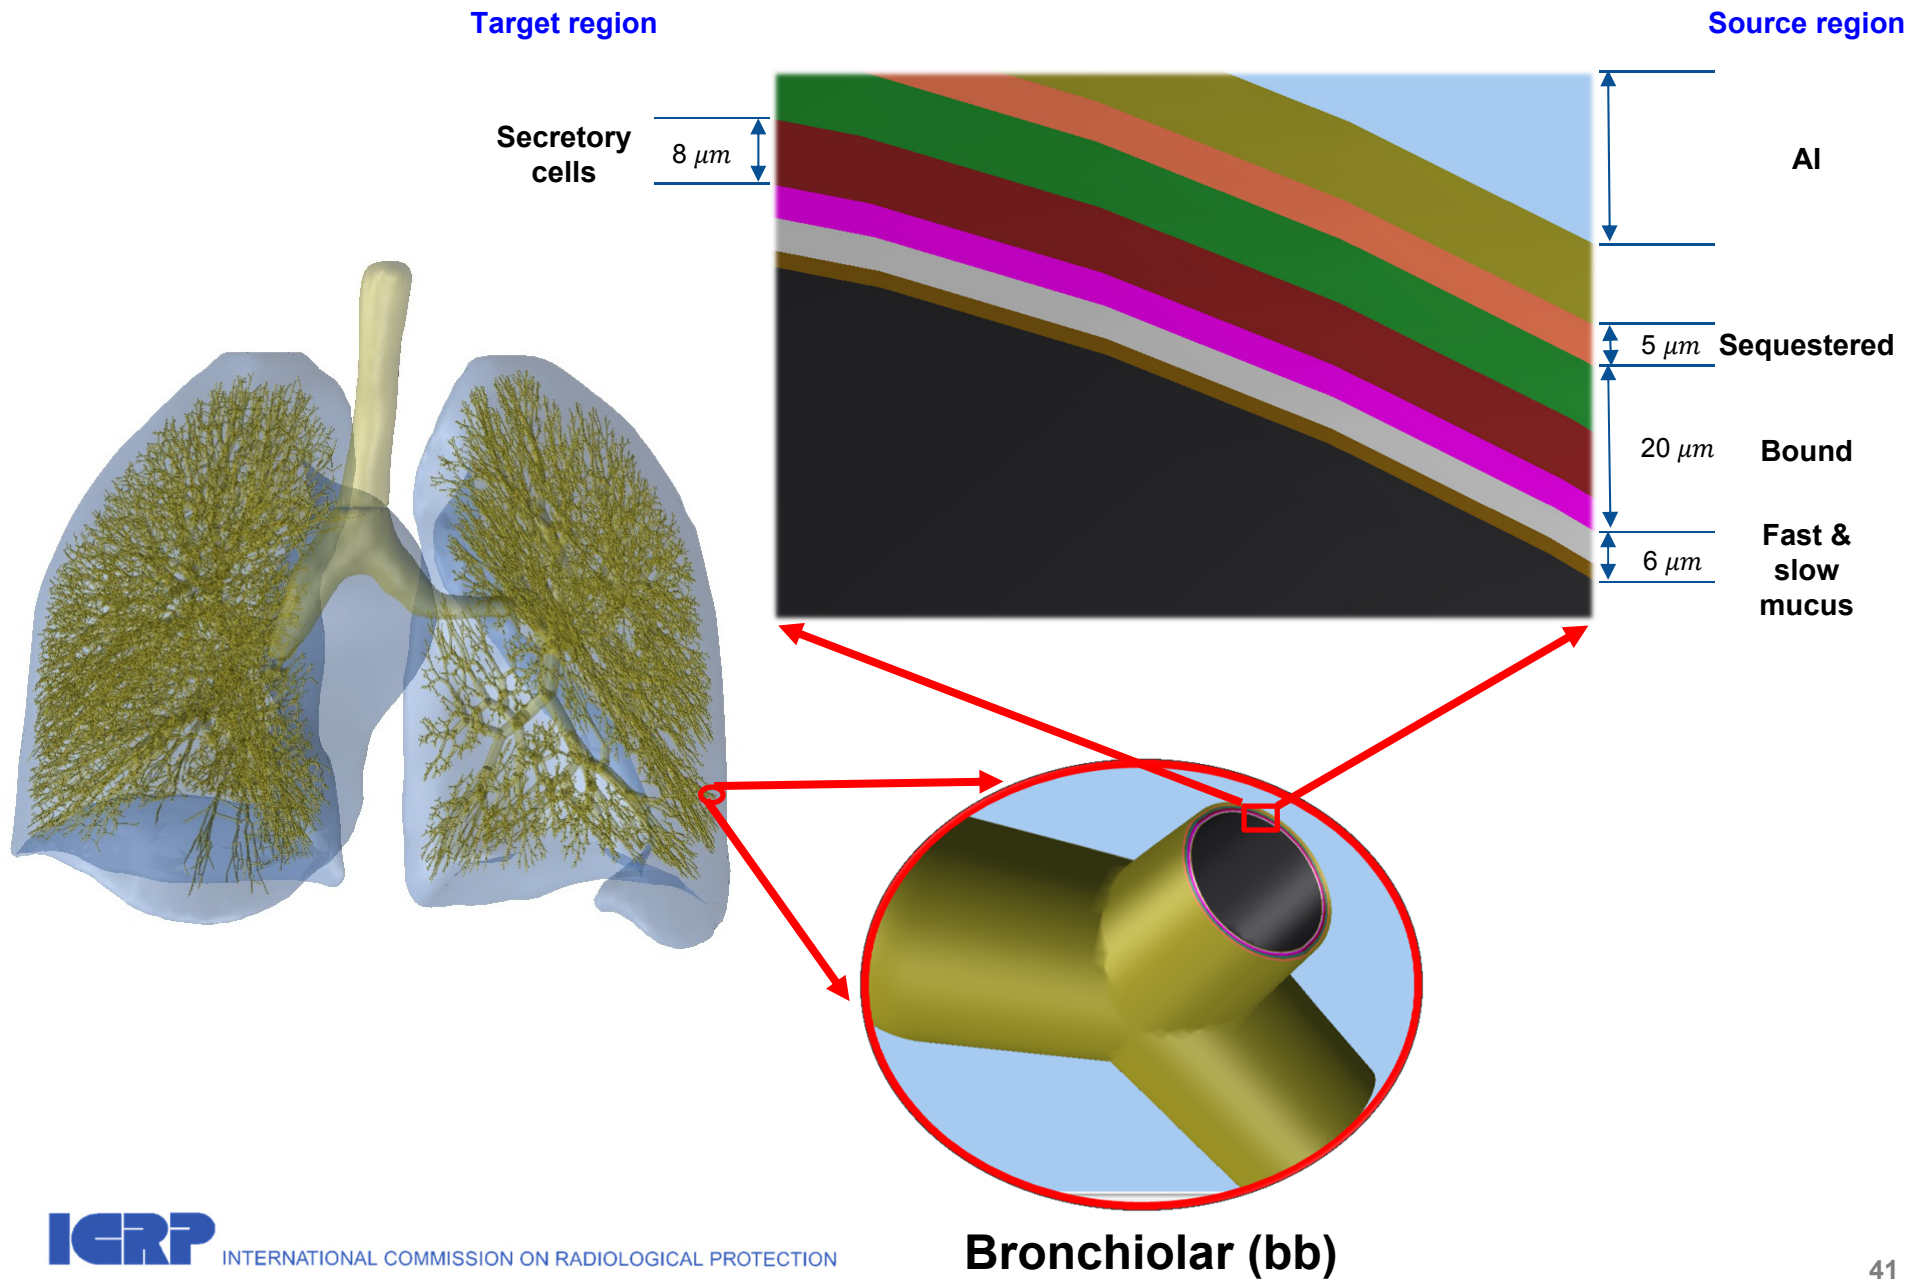 Target region
Source region
Secretory
cells
8 μm
AI
5 μm
Sequestered
20 μm
Bound
Fast &
slow
mucus
6 μm
Bronchiolar (bb)
ICRP
INTERNATIONAL COMMISSION ON RADIOLOGICAL PROTECTION
41